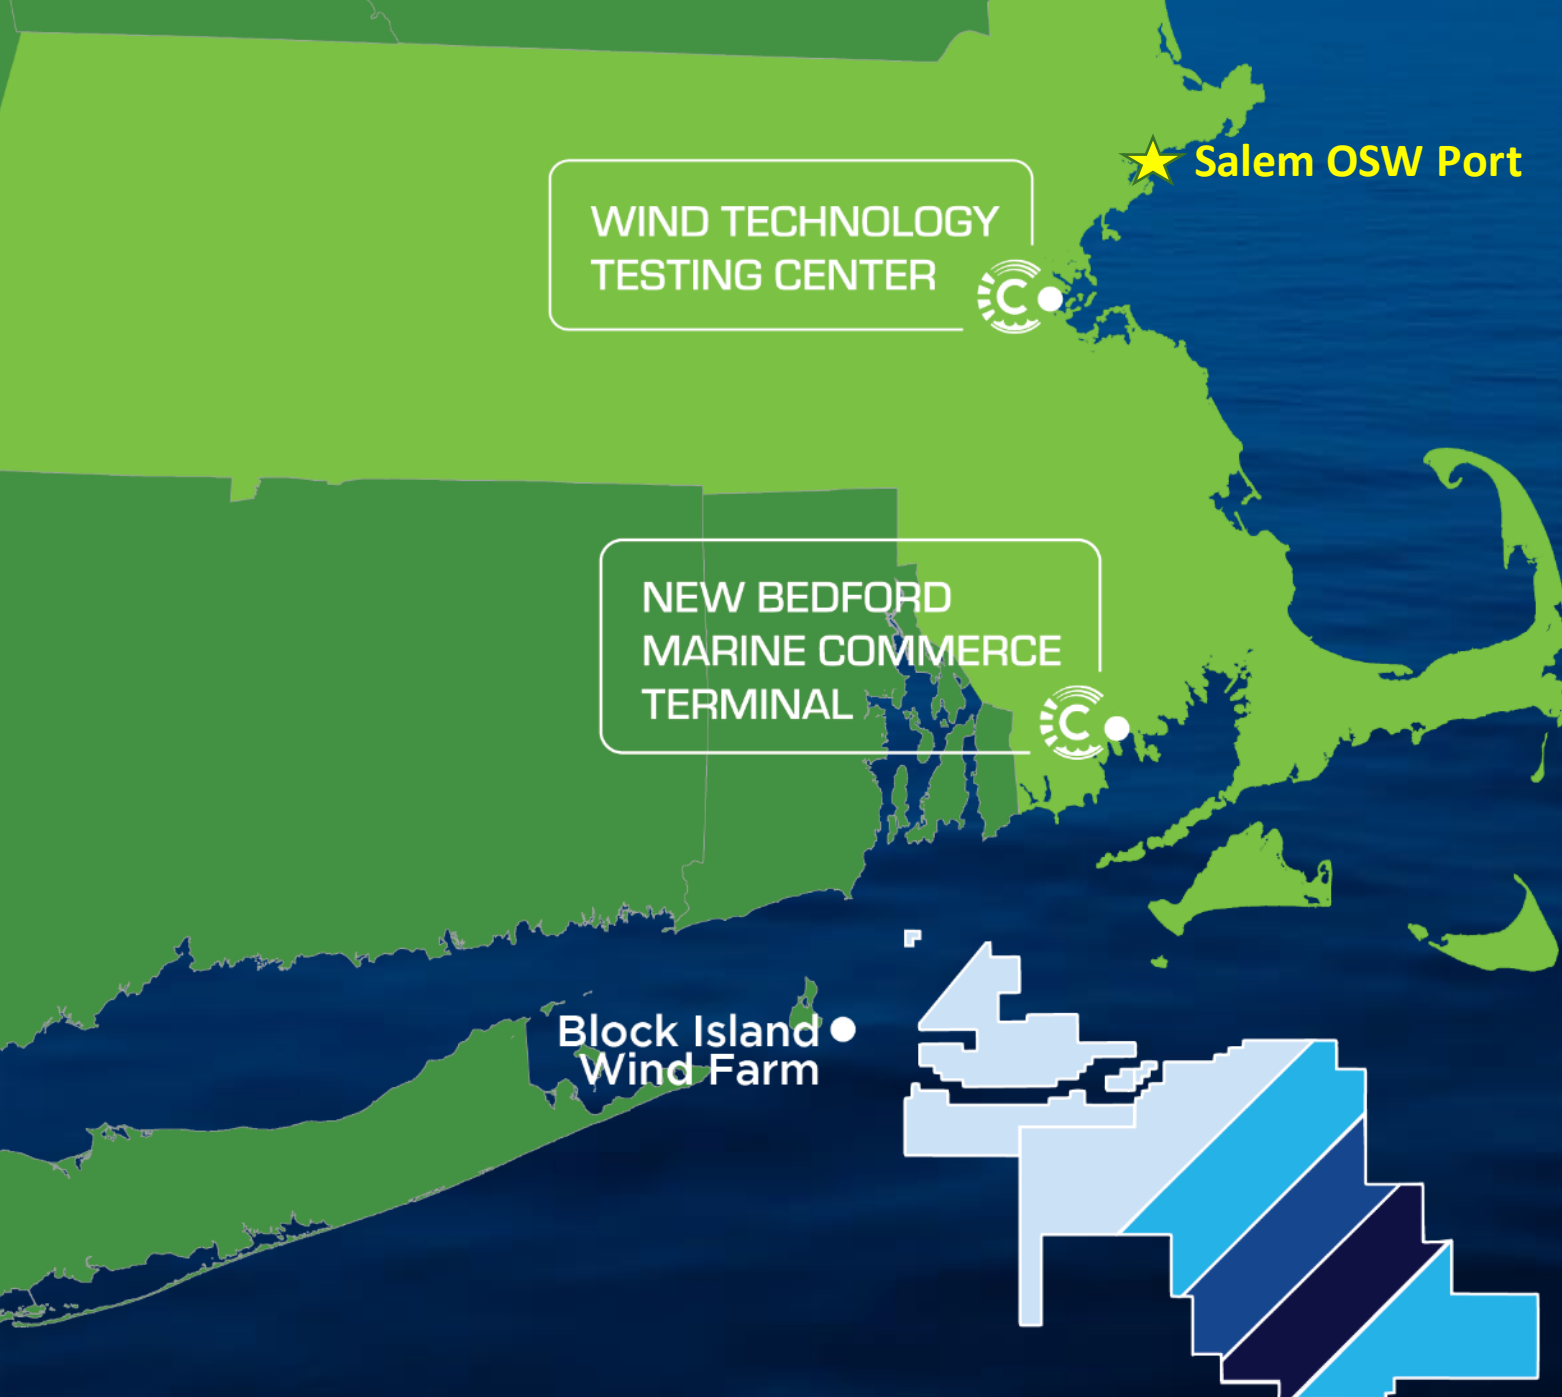 Salem OSW Port
WIND TECHNOLOGY
TESTING CENTER
C
NEW BEDFORD
MARINE COMMERCE
TERMINAL
C
Block Island
Wind Farm